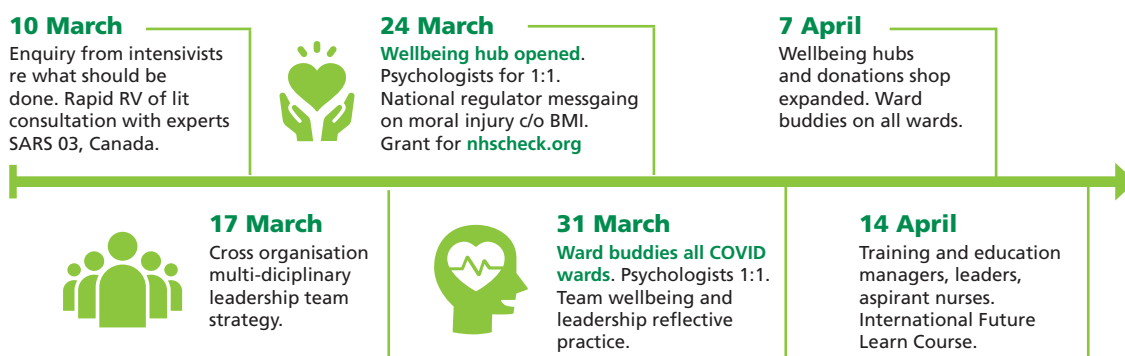 10 March
Enquiry from intensivists
re what should be
done. Rapid RV of lit
consultation with experts
SARS 03, Canada.
24 March
Wellbeing hub opened.
Psychologists for 1:1.
National regulator messgaing
on moral injury c/o BMI.
Grant for nhscheck.org
7 April
Wellbeing hubs
and donations shop
expanded. Ward
buddies on all wards.
17 March
Cross organisation
multi-diciplinary
leadership team
strategy.
31 March
Ward buddies all COVID
wards. Psychologists 1:1.
Team wellbeing and
leadership reflective
practice.
14 April
Training and education
managers, leaders,
aspirant nurses.
International Future
Learn Course.